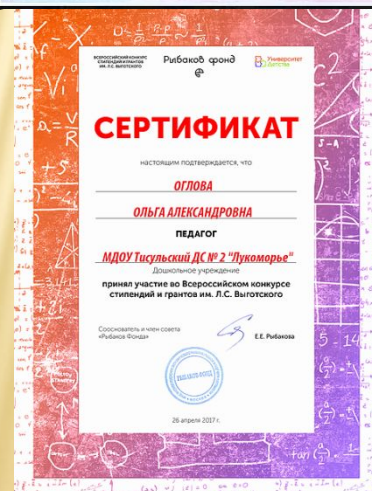 ВСЕРОССИЙСКИЙ КОНКУРС
СТИПЕНДИЙ И ГРАНТОВ
ИМ. Л.С. ВЫГОТСКОГО
Рыбаков фонд
Университет
детства
СЕРТИФИКАТ
настоящим подтверждается, что
ОГЛОВА
ОЛЬГА АЛЕКСАНДРОВНА
ПЕДАГОГ
МДОУ Тисульский ДС № 2 "Лукоморье"
Дошкольное учреждение
принял участие во Всероссийском конкурсе
стипендий и грантов им. Л.С. Выготского
Сооснователь и член совета
«Рыбаков Фонда»
Е.Е. Рыбакова
26 апреля 2017 г.